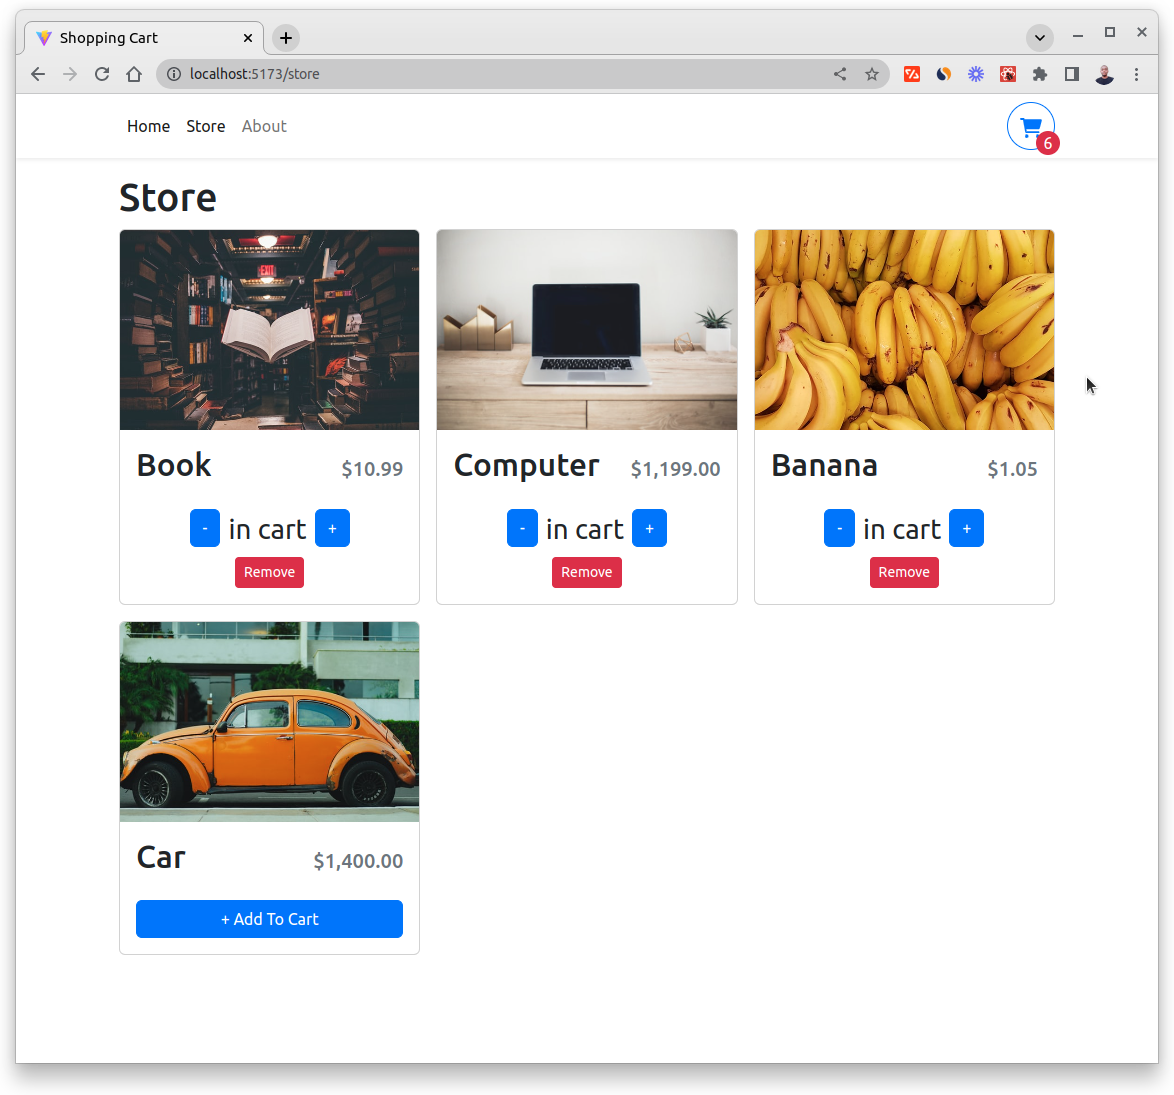 Shopping Cart
localhost:5173/store
Home Store About
6
Store
EXIT
Book $10.99
- in cart +
Remove
Computer $1,199.00
- in cart +
Remove
Banana $1.05
- in cart +
Remove
Car $1,400.00
+ Add To Cart